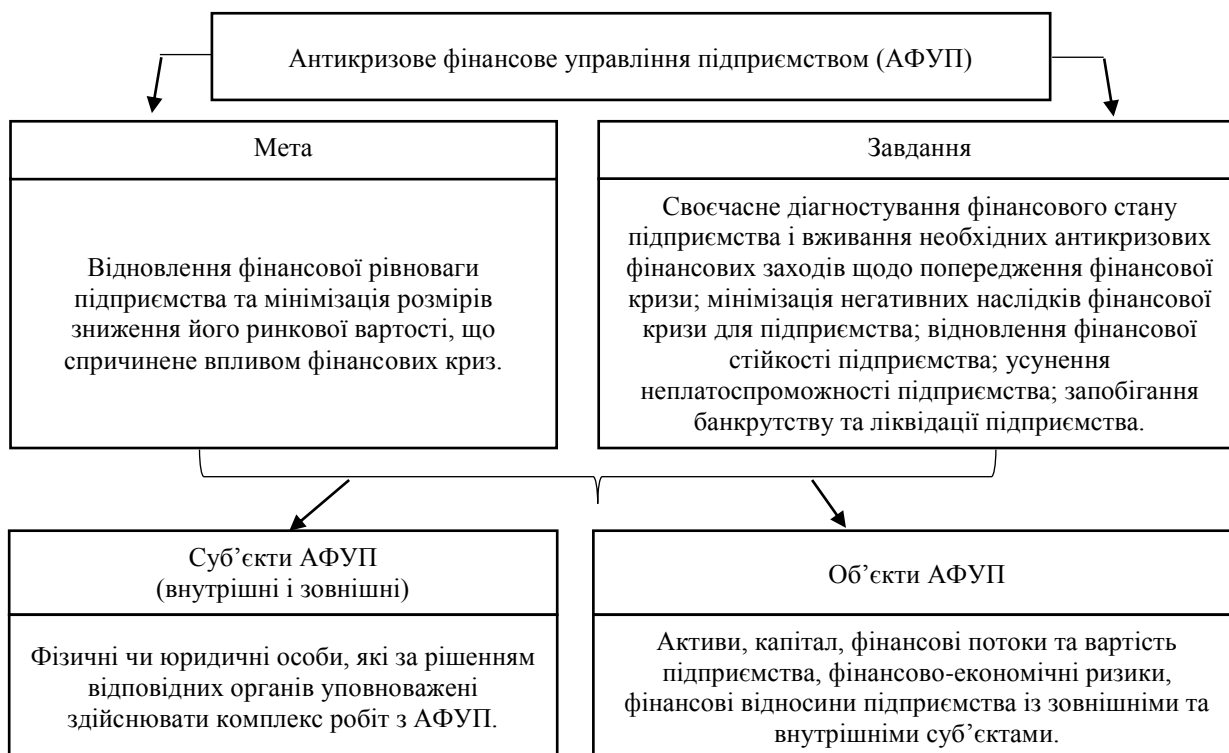 Антикризове фінансове управління підприємством (АФУП)
Мета
Відновлення фінансової рівноваги
підприємства та мінімізація розмірів
зниження його ринкової вартості, що
спричинене впливом фінансових криз.
Завдання
Своєчасне діагностування фінансового стану
підприємства і вживання необхідних антикризових
фінансових заходів щодо попередження фінансової
кризи; мінімізація негативних наслідків фінансової
кризи для підприємства; відновлення фінансової
стійкості підприємства; усунення
неплатоспроможності підприємства; запобігання
банкрутству та ліквідації підприємства.
Суб’єкти АФУП
(внутрішні і зовнішні)
Фізичні чи юридичні особи, які за рішенням
відповідних органів уповноважені
здійснювати комплекс робіт з АФУП.
Об’єкти АФУП
Активи, капітал, фінансові потоки та вартість
підприємства, фінансово-економічні ризики,
фінансові відносини підприємства із зовнішніми та
внутрішніми суб’єктами.